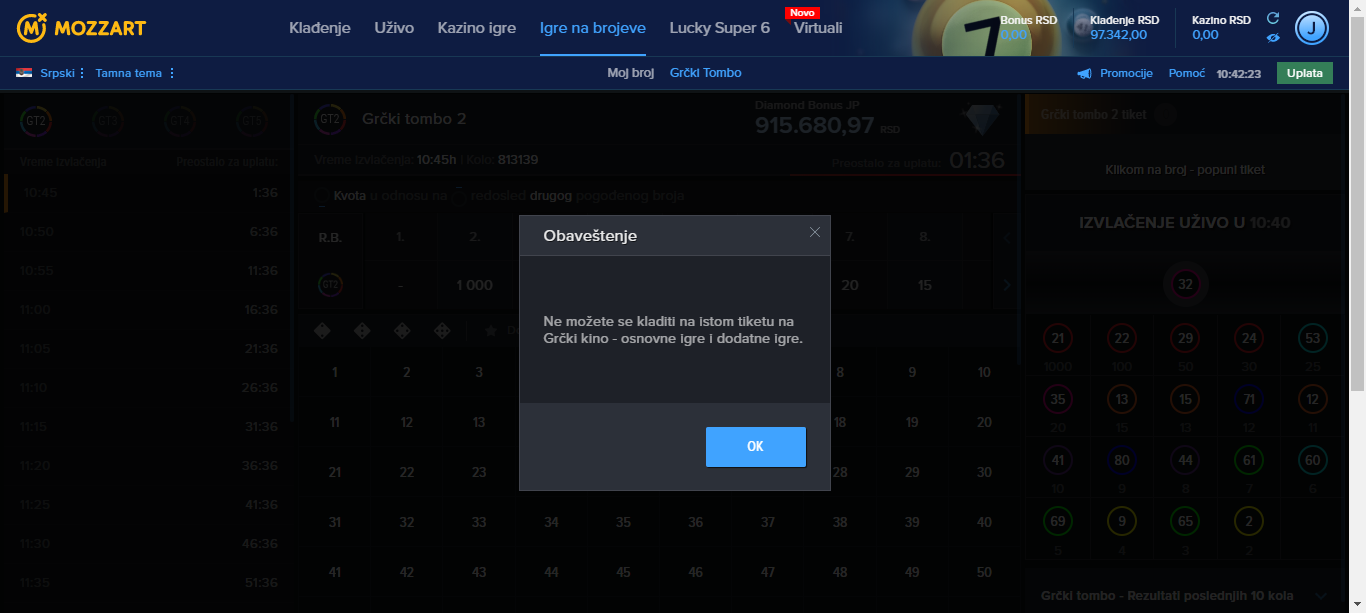 MOZZART
Klađenje
Uživo
Kazino igre
Igre na brojeve
Lucky Super 6
Novo
Virtuali
7
Bonus RSD
0,00
Klađenje RSD
97.342,00
Kazino RSD
0,00
J
Srpski
Tamna tema
Moj broj
Grčki Tombo
Promocije
Pomoć
10:42:23
Uplata
GT2
GT3
GT4
GT5
Vreme izvlačenja
Preostalo za uplatu:
10:45 1:36
10:50 6:36
10:55 11:36
11:00 16:36
11:05 21:36
11:10 26:36
11:15 31:36
11:20 36:36
11:25 41:36
11:30 46:36
11:35 51:36
GT2
Grčki tombo 2
Diamond Bonus JP
915.680,97 RSD
Vreme izvlačenja: 10:45h | Kolo: 813139
Preostalo za uplatu: 01:36
Kvota u odnosu na redosled drugog pogođenog broja
R.B. 1. 2. 7. 8.
GT2 - 1 000 20 15
Obaveštenje
Ne možete se kladiti na istom tiketu na
Grčki kino - osnovne igre i dodatne igre.
OK
1 2 3 8 9 10
11 12 13 18 19 20
21 22 23 28 29 30
31 32 33 34 35 36 37 38 39 40
41 42 43 44 45 46 47 48 49 50
Grčki tombo 2 tiket
Klikom na broj - popuni tiket
IZVLAČENJE UŽIVO U 10:40
32
21 22 29 24 53
1000 100 50 30 25
35 13 15 71 12
20 15 13 12 11
41 80 44 61 60
10 9 8 7 6
69 9 65 2
5 4 3 2
Grčki tombo - Rezultati poslednjih 10 kola